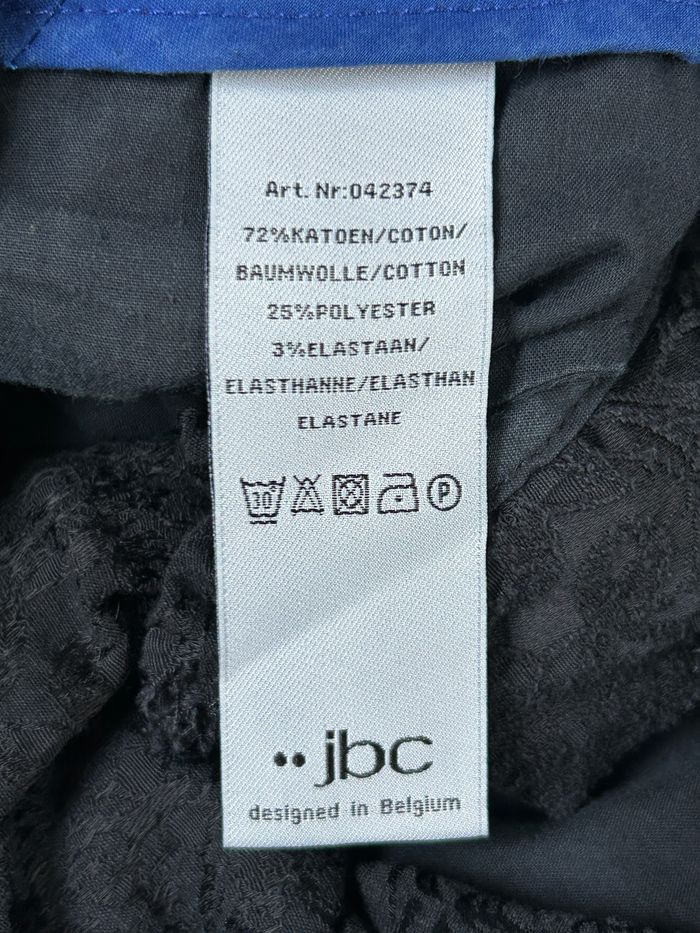 Art. Nr:042374
72%KATOEN/COTON/
BAUMWOLLE/COTTON
25%POLYESTER
3%ELASTAAN/
ELASTHANNE/ELASTHAN
ELASTANE
30° P
jbc
designed in Belgium